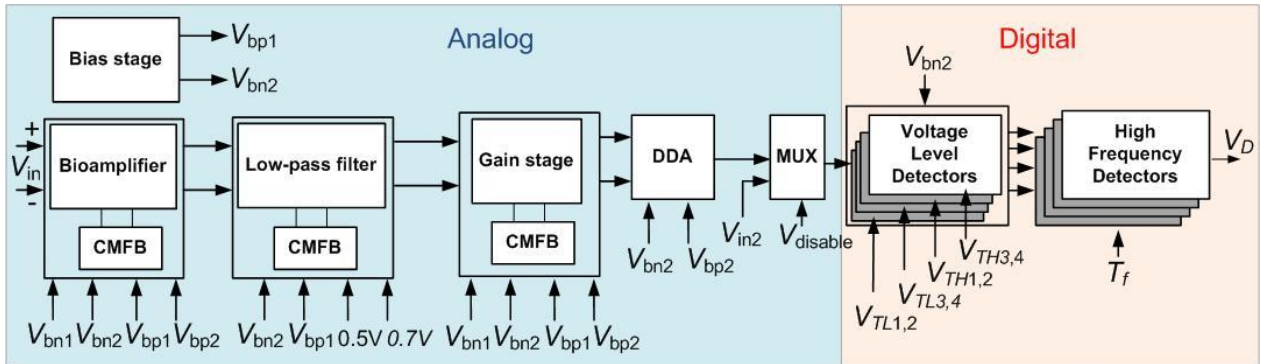 Analog
Digital
Bias stage
Vbp1
Vbn2
Vbn2
+
Vin
-
Bioamplifier
CMFB
Low-pass filter
CMFB
Gain stage
CMFB
DDA
MUX
Voltage
Level
Detectors
High
Frequency
Detectors
VD
Vbn1 Vbn2 Vbp1 Vbp2
Vbn2 Vbp1 0.5V 0.7V
Vbn1 Vbn2 Vbp1 Vbp2
Vbn2 Vbp2
Vin2
Vdisable
VTH3,4
VTH1,2
VTL3,4
VTL1,2
Tf